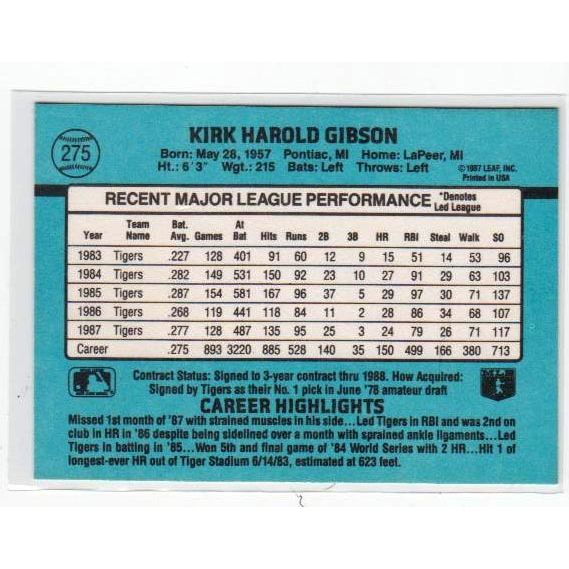 275
KIRK HAROLD GIBSON
Born: May 28, 1957 Pontiac, MI Home: LaPeer, MI
Ht.: 6'3" Wgt.: 215 Bats: Left Throws: Left
©1987 LEAF, INC.
Printed in USA
RECENT MAJOR LEAGUE PERFORMANCE *Denotes Led League
Year Team Name Bat. Avg. Games At Bat Hits Runs 2B 3B HR RBI Steal Walk SO
1983 Tigers .227 128 401 91 60 12 9 15 51 14 53 96
1984 Tigers .282 149 531 150 92 23 10 27 91 29 63 103
1985 Tigers .287 154 581 167 96 37 5 29 97 30 71 137
1986 Tigers .268 119 441 118 84 11 2 28 86 34 68 107
1987 Tigers .277 128 487 135 95 25 3 24 79 26 71 117
Career .275 893 3220 885 528 140 35 150 499 166 380 713
Contract Status: Signed to 3-year contract thru 1988. How Acquired:
Signed by Tigers as their No. 1 pick in June '78 amateur draft
CAREER HIGHLIGHTS
Missed 1st month of '87 with strained muscles in his side...Led Tigers in RBI and was 2nd on
club in HR in '86 despite being sidelined over a month with sprained ankle ligaments...Led
Tigers in batting in '85...Won 5th and final game of '84 World Series with 2 HR...Hit 1 of
longest-ever HR out of Tiger Stadium 6/14/83, estimated at 623 feet.